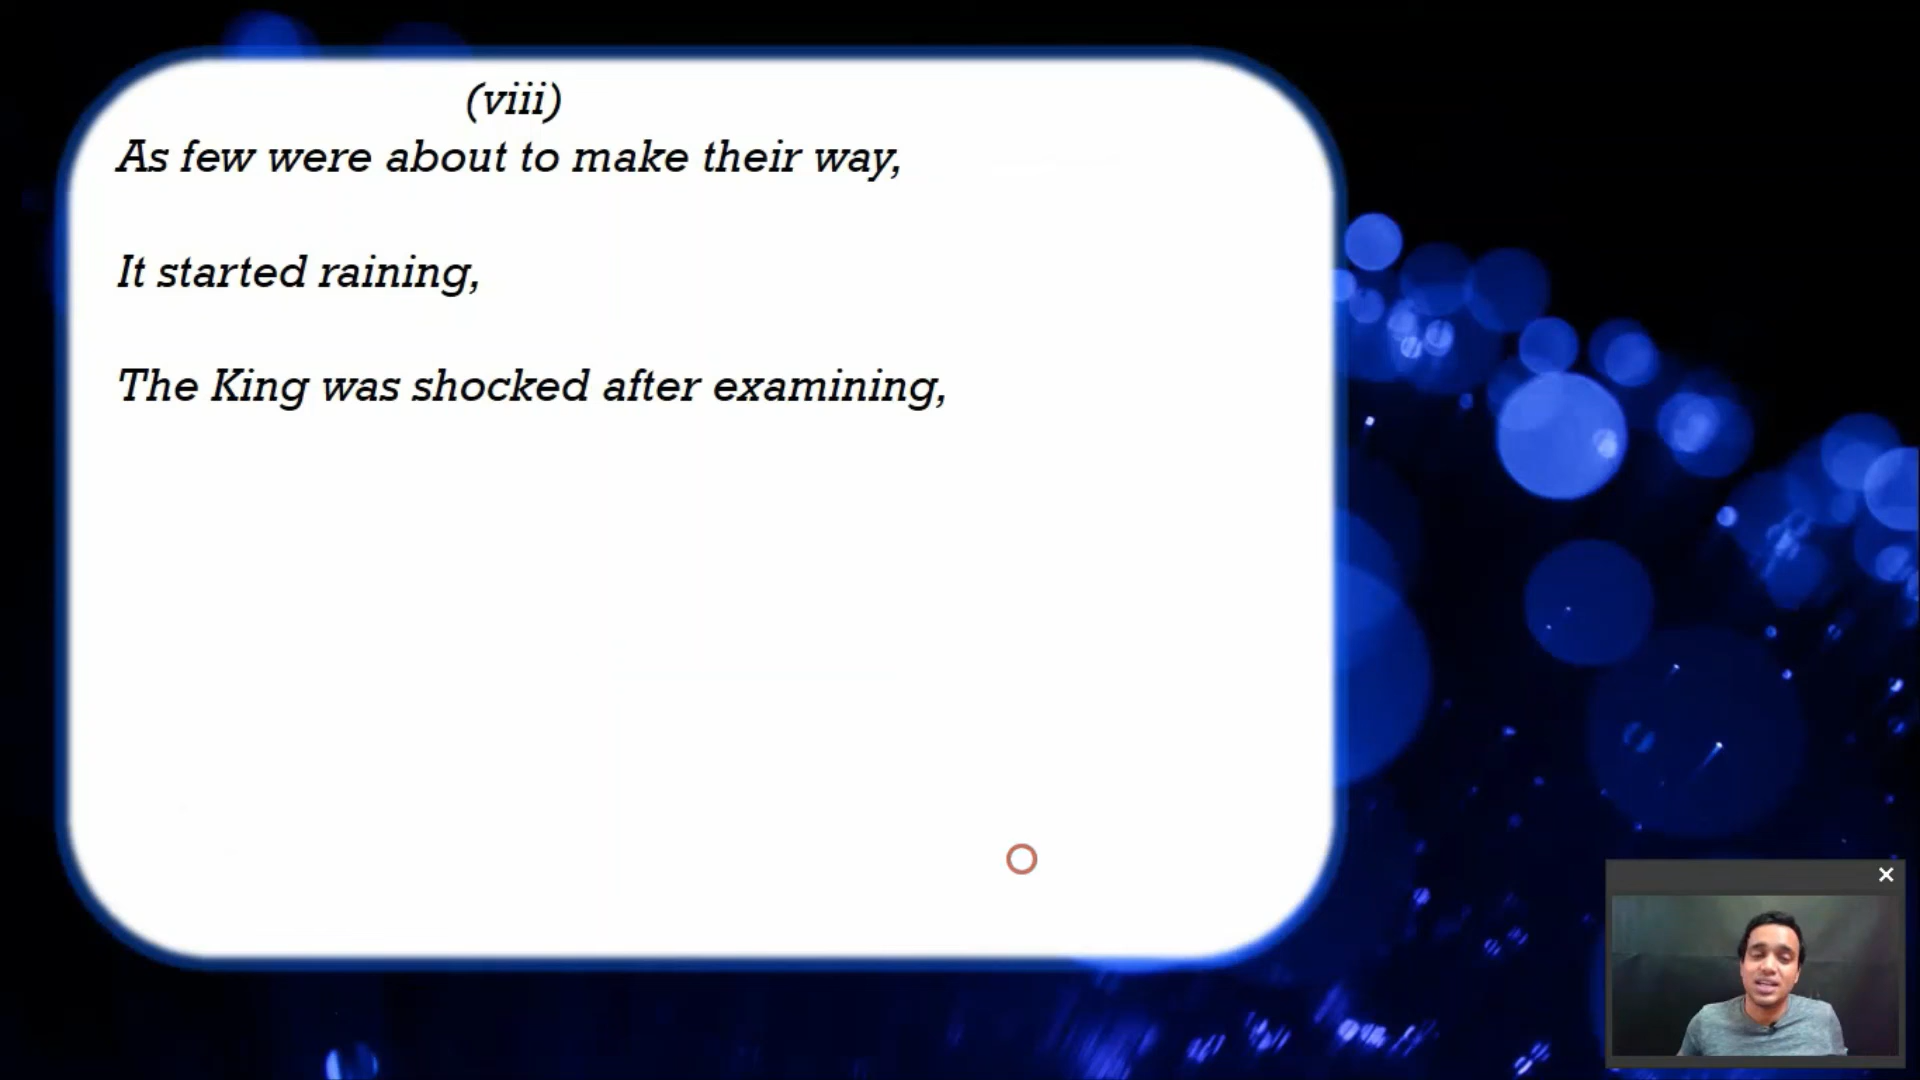 (viii)
As few were about to make their way,
It started raining,
The King was shocked after examining,